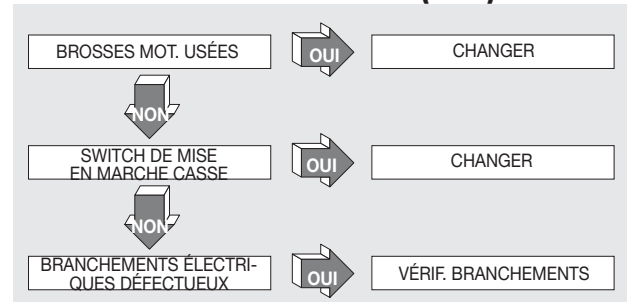 BROSSES MOT. USÉES
OUI
CHANGER
NON
SWITCH DE MISE
EN MARCHE CASSE
OUI
CHANGER
NON
BRANCHEMENTS ÉLECTRI-
QUES DÉFECTUEUX
OUI
VÉRIF. BRANCHEMENTS